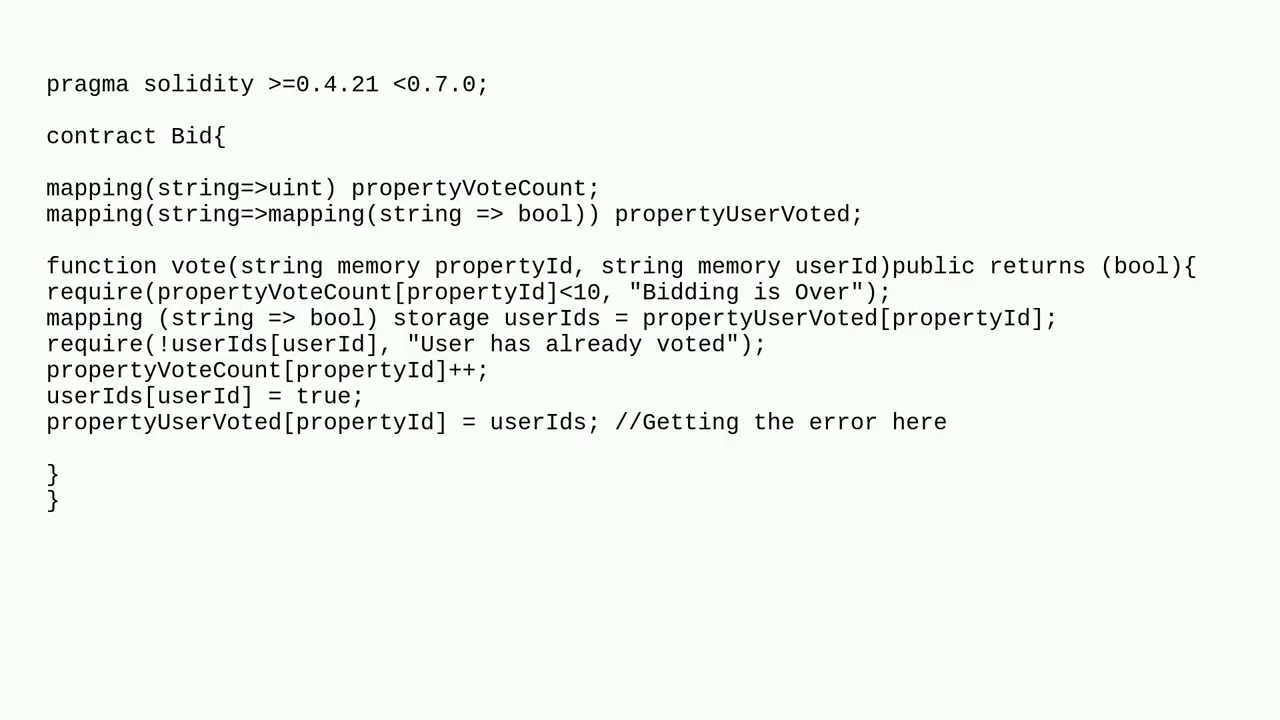 pragma solidity >=0.4.21 <0.7.0;
contract Bid{
mapping(string=>uint) propertyVoteCount;
mapping(string=>mapping(string => bool)) propertyUserVoted;
function vote(string memory propertyId, string memory userId)public returns (bool){
require(propertyVoteCount[propertyId]<10, "Bidding is Over");
mapping (string => bool) storage userIds = propertyUserVoted[propertyId];
require(!userIds[userId], "User has already voted");
propertyVoteCount[propertyId]++;
userIds[userId] = true;
propertyUserVoted[propertyId] = userIds; //Getting the error here
}
}